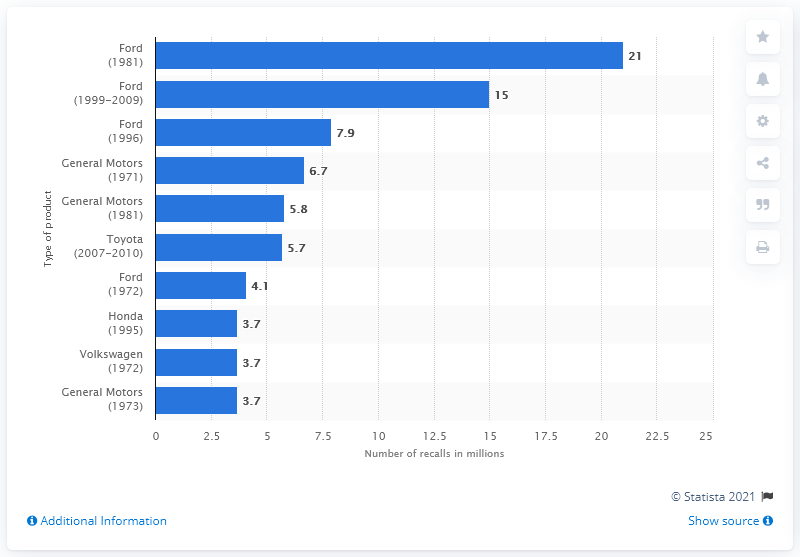 Ford
(1981)
21
Ford
(1999-2009)
15
Ford
(1996)
7.9
General Motors
(1971)
6.7
General Motors
(1981)
5.8
Toyota
(2007-2010)
5.7
Ford
(1972)
4.1
Honda
(1995)
3.7
Volkswagen
(1972)
3.7
General Motors
(1973)
3.7
Type of product
0 2.5 5 7.5 10 12.5 15 17.5 20 22.5 25
Number of recalls in millions
© Statista 2021
Additional Information
Show source